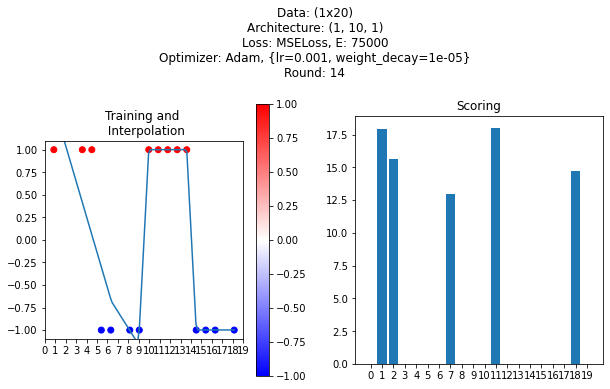 Data: (1x20)
Architecture: (1, 10, 1)
Loss: MSELoss, E: 75000
Optimizer: Adam, {lr=0.001, weight_decay=1e-05}
Round: 14
Training and
Interpolation
1.00
0.75
0.50
0.25
0.00
−0.25
−0.50
−0.75
−1.00
0 1 2 3 4 5 6 7 8 9 10 11 12 13 14 15 16 17 18 19
1.00
0.75
0.50
0.25
0.00
−0.25
−0.50
−0.75
−1.00
Scoring
17.5
15.0
12.5
10.0
7.5
5.0
2.5
0.0
0 1 2 3 4 5 6 7 8 9 10 11 12 13 14 15 16 17 18 19